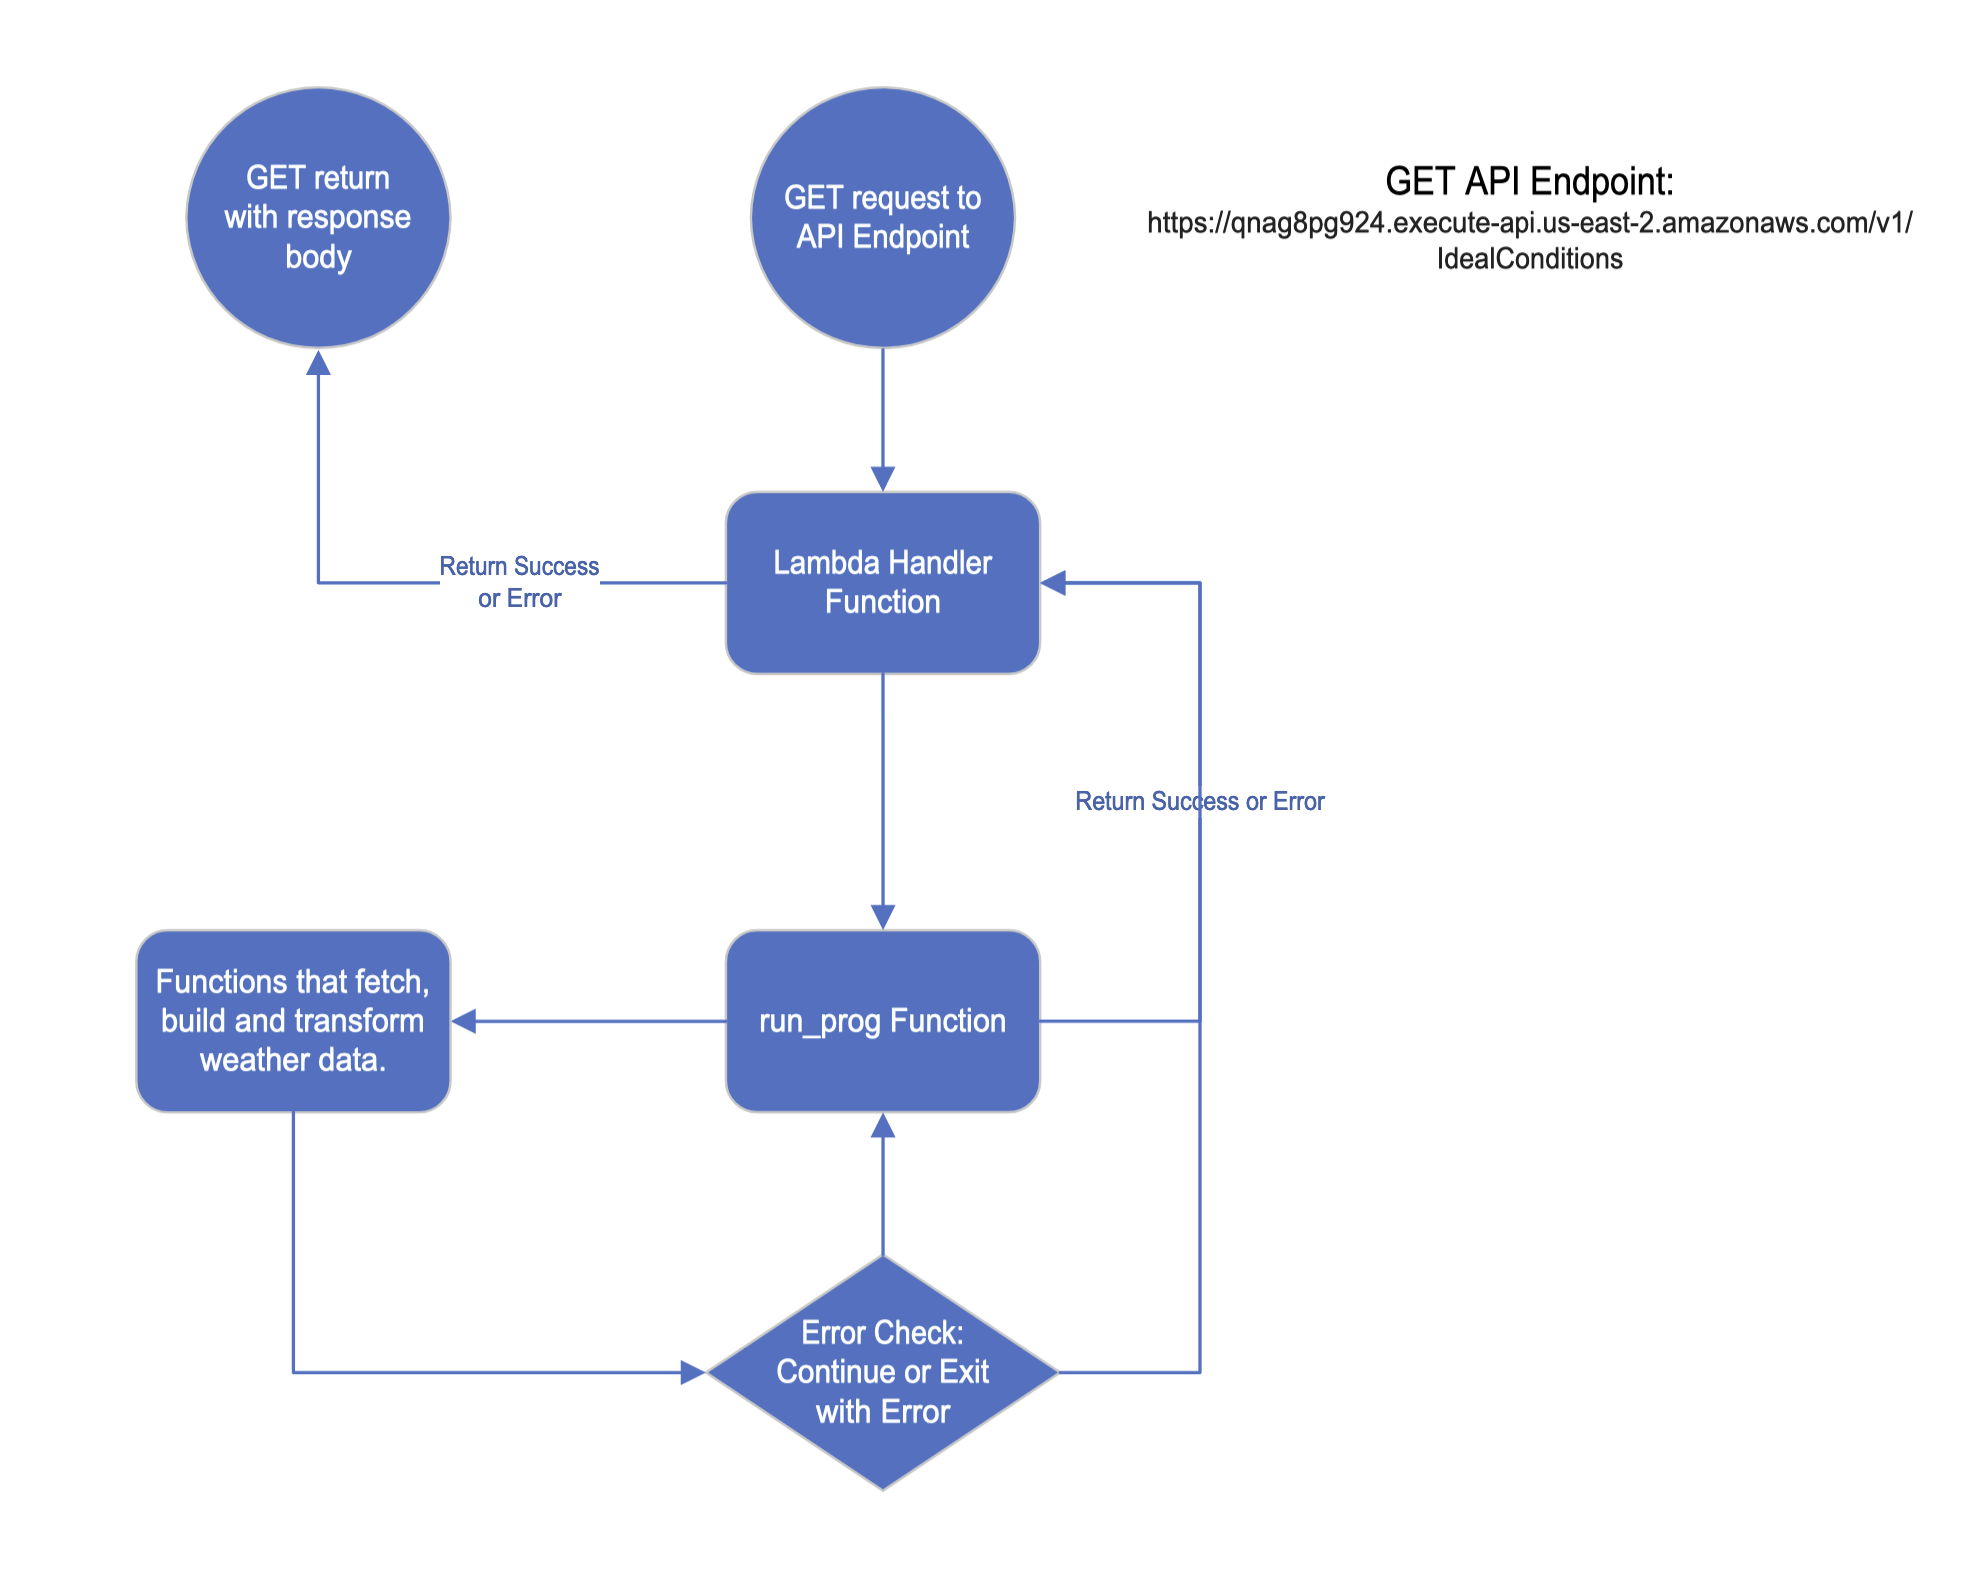 GET return
with response
body
GET request to
API Endpoint
GET API Endpoint:
https://qnag8pg924.execute-api.us-east-2.amazonaws.com/v1/
IdealConditions
Return Success
or Error
Lambda Handler
Function
Return Success or Error
Functions that fetch,
build and transform
weather data.
run_prog Function
Error Check:
Continue or Exit
with Error